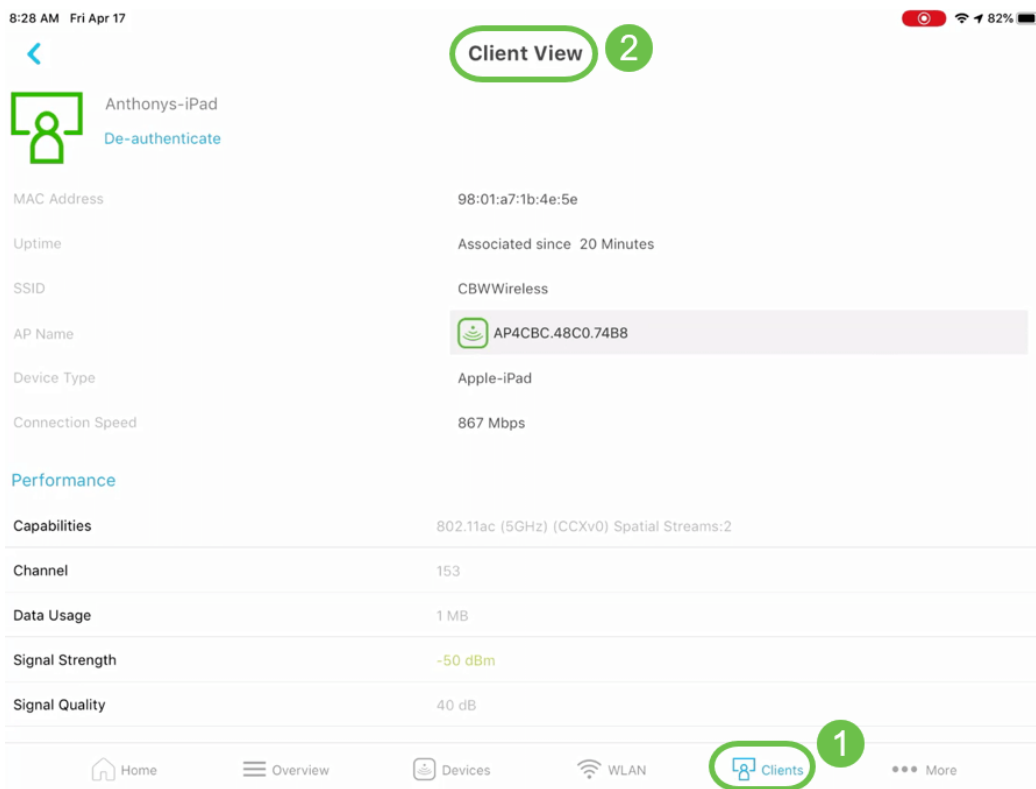 8:28 AM Fri Apr 17 82%
Client View 2
Anthonys-iPad
De-authenticate
MAC Address 98:01:a7:1b:4e:5e
Uptime Associated since 20 Minutes
SSID CBWWireless
AP Name AP4CBC.48C0.74B8
Device Type Apple-iPad
Connection Speed 867 Mbps
Performance
Capabilities 802.11ac (5GHz) (CCXv0) Spatial Streams:2
Channel 153
Data Usage 1 MB
Signal Strength -50 dBm
Signal Quality 40 dB
1
Home Overview Devices WLAN Clients More